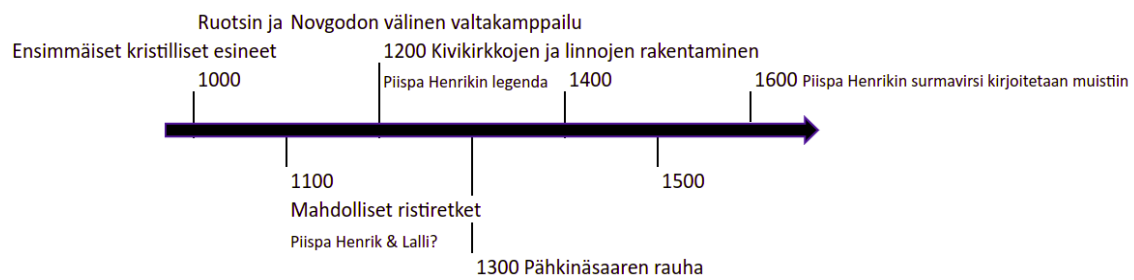 Ruotsin ja Novgodon välinen valtakamppailu
Ensimmäiset kristilliset esineet
1200 Kivikirkkojen ja linnojen rakentaminen
1000
Piispa Henrikin legenda
1400
1600 Piispa Henrikin surmavirsi kirjoitetaan muistiin
1100
1500
Mahdolliset ristiretket
Piispa Henrik & Lalli?
1300 Pähkinäsaaren rauha